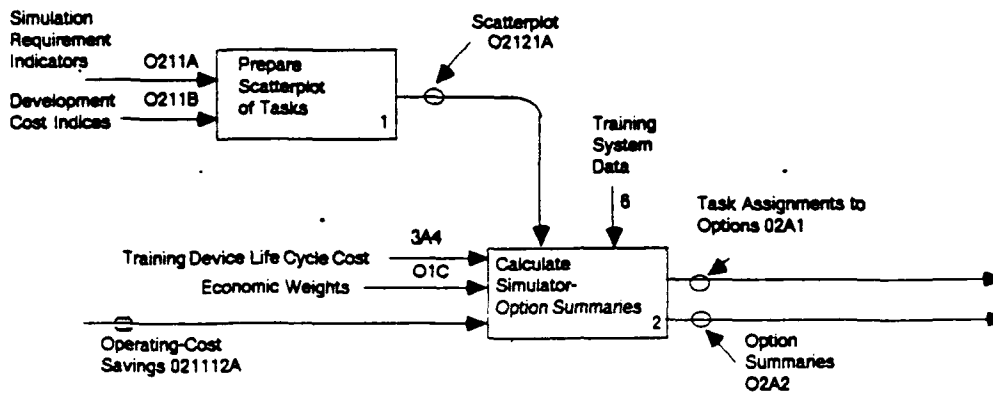 Simulation
Requirement
Indicators
O211A
Development
Cost Indices
O211B
Prepare
Scatterplot
of Tasks
1
Scatterplot
O2121A
Training
System
Data
6
Task Assignments to
Options 02A1
3A4
Training Device Life Cycle Cost
O1C
Economic Weights
Calculate
Simulator-
Option Summaries
2
Operating-Cost
Savings 021112A
Option
Summaries
O2A2